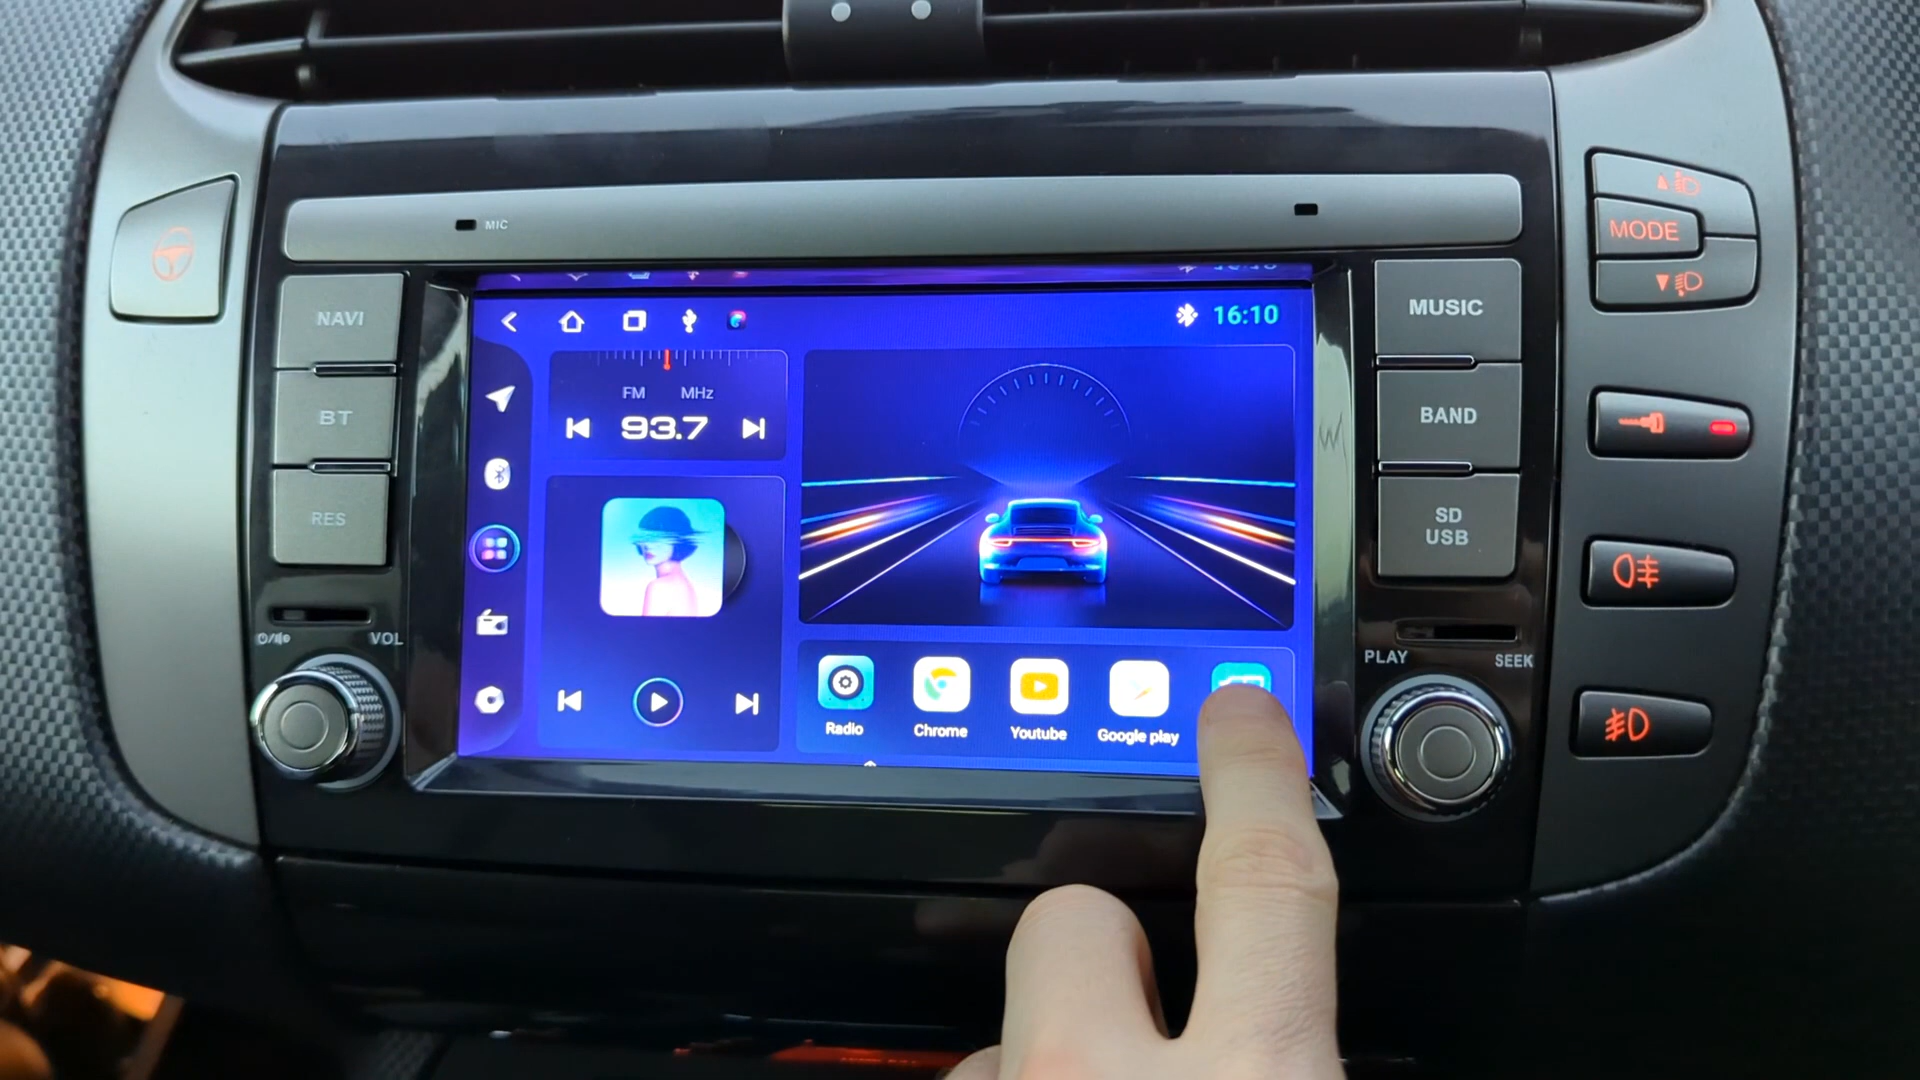 MIC
NAVI
BT
RES
VOL
16:10
FM MHz
93.7
Radio
Chrome
Youtube
Google play
MUSIC
BAND
SD
USB
PLAY
SEEK
MODE